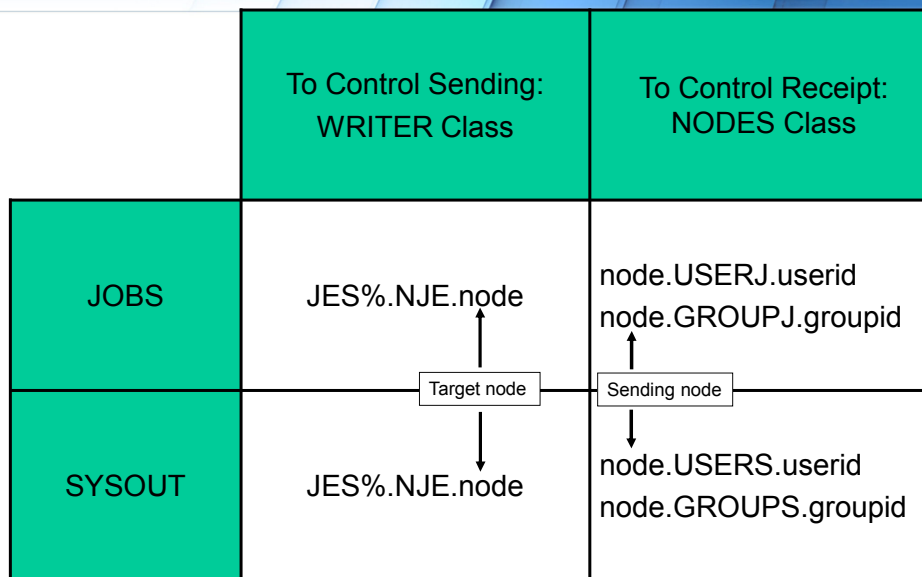 To Control Sending:
WRITER Class
To Control Receipt:
NODES Class
JOBS
JES%.NJE.node
node.USERJ.userid
node.GROUPJ.groupid
Target node
Sending node
SYSOUT
JES%.NJE.node
node.USERS.userid
node.GROUPS.groupid